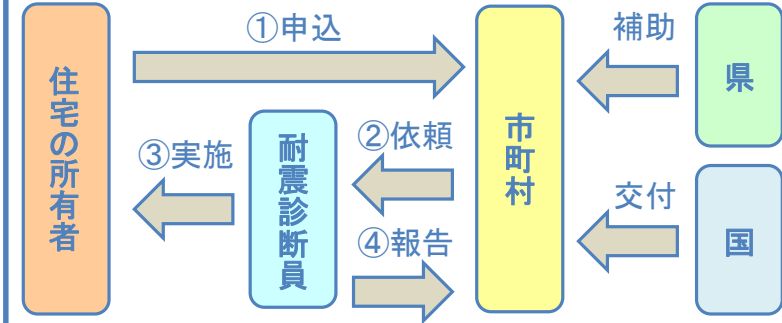 ①申込
補助
県
住宅の所有者
市町村
②依頼
耐震診断員
③実施
交付
国
④報告